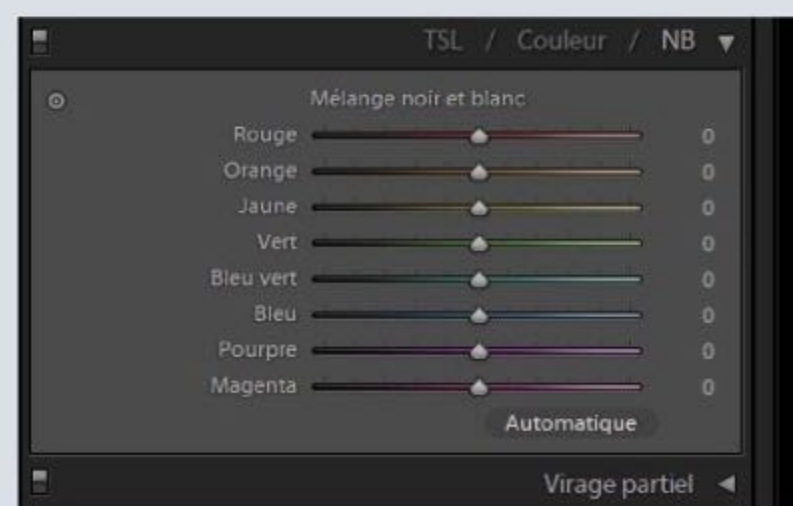 TSL / Couleur / NB
Mélange noir et blanc
Rouge 0
Orange 0
Jaune 0
Vert 0
Bleu vert 0
Bleu 0
Pourpre 0
Magenta 0
Automatique
Virage partiel